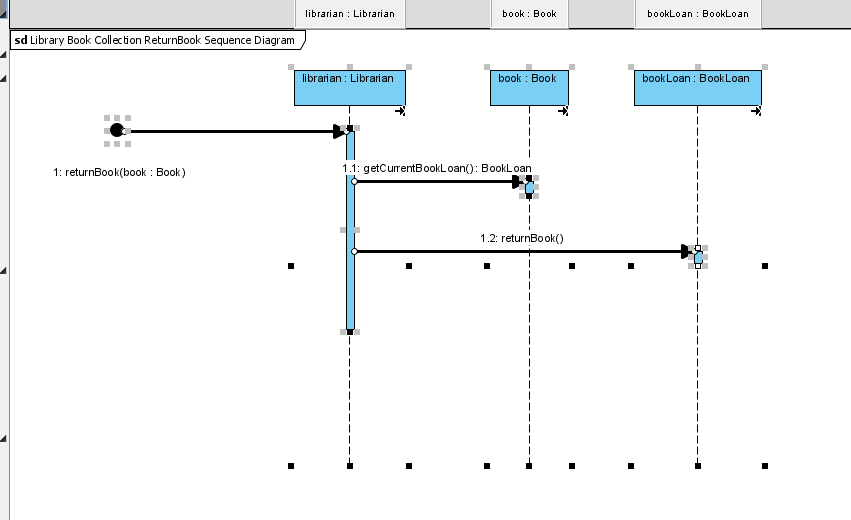 librarian : Librarian
book : Book
bookLoan : BookLoan
sd Library Book Collection ReturnBook Sequence Diagram
librarian : Librarian
book : Book
bookLoan : BookLoan
1: returnBook(book : Book)
1.1: getCurrentBookLoan() : BookLoan
1.2: returnBook()